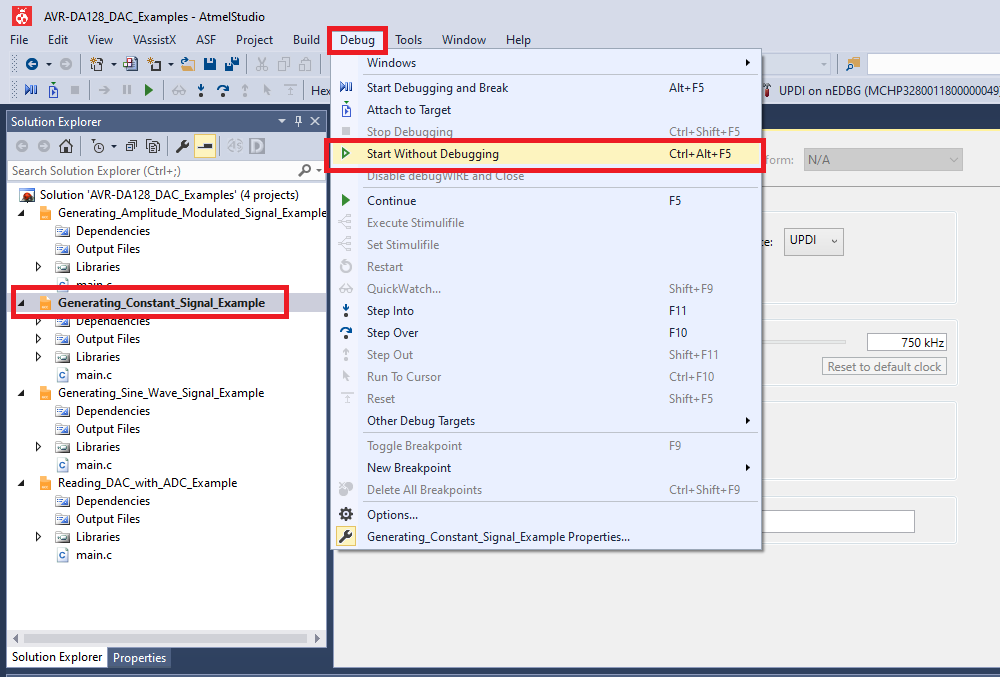 AVR-DA128_DAC_Examples - AtmelStudio
File Edit View VAssistX ASF Project Build Debug Tools Window Help
Hex
UPDI on nEDBG (MCHP3280011800000049)
Solution Explorer
Search Solution Explorer (Ctrl+;)
Solution 'AVR-DA128_DAC_Examples' (4 projects)
Generating_Amplitude_Modulated_Signal_Example
Dependencies
Output Files
Libraries
main.c
Generating_Constant_Signal_Example
Dependencies
Output Files
Libraries
main.c
Generating_Sine_Wave_Signal_Example
Dependencies
Output Files
Libraries
main.c
Reading_DAC_with_ADC_Example
Dependencies
Output Files
Libraries
main.c
Solution Explorer Properties
Windows
Start Debugging and Break Alt+F5
Attach to Target
Stop Debugging Ctrl+Shift+F5
Start Without Debugging Ctrl+Alt+F5
Disable debugWIRE and Close
Continue F5
Execute Stimulifile
Set Stimulifile
Restart
QuickWatch... Shift+F9
Step Into F11
Step Over F10
Step Out Shift+F11
Run To Cursor Ctrl+F10
Reset Shift+F5
Other Debug Targets
Toggle Breakpoint F9
New Breakpoint
Delete All Breakpoints Ctrl+Shift+F9
Options...
Generating_Constant_Signal_Example Properties...
form: N/A
ce: UPDI
750 kHz
Reset to default clock